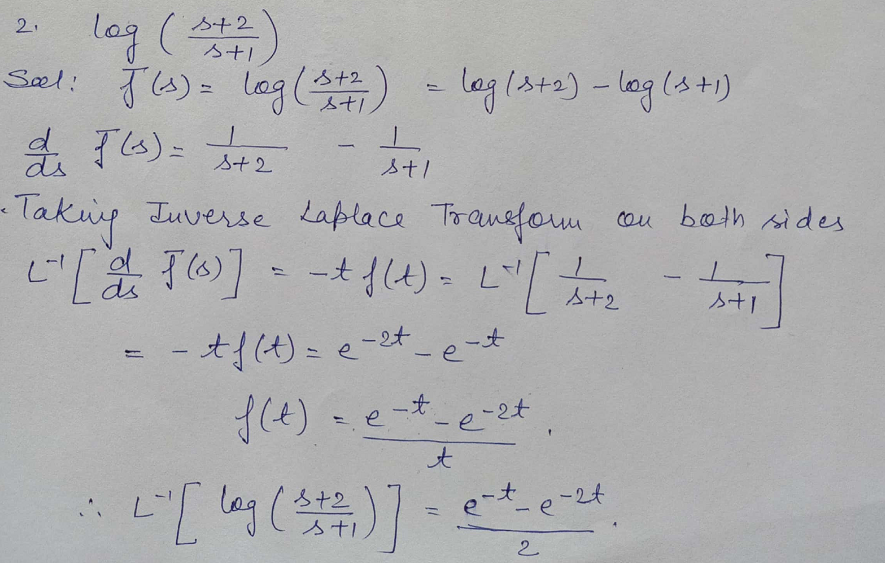 2. log ( s+2 / s+1 )
Sol: f̄(s) = log( s+2 / s+1 ) = log(s+2) – log(s+1)
d/ds f̄(s) = 1/s+2 – 1/s+1
Taking Inverse Laplace Transform on both sides
L⁻¹[ d/ds f̄(s) ] = –t f(t) = L⁻¹[ 1/s+2 – 1/s+1 ]
= –t f(t) = e^-2t – e^-t
f(t) = e^-t – e^-2t / t .
∴ L⁻¹[ log( s+2 / s+1 ) ] = e^-t – e^-2t / 2 .